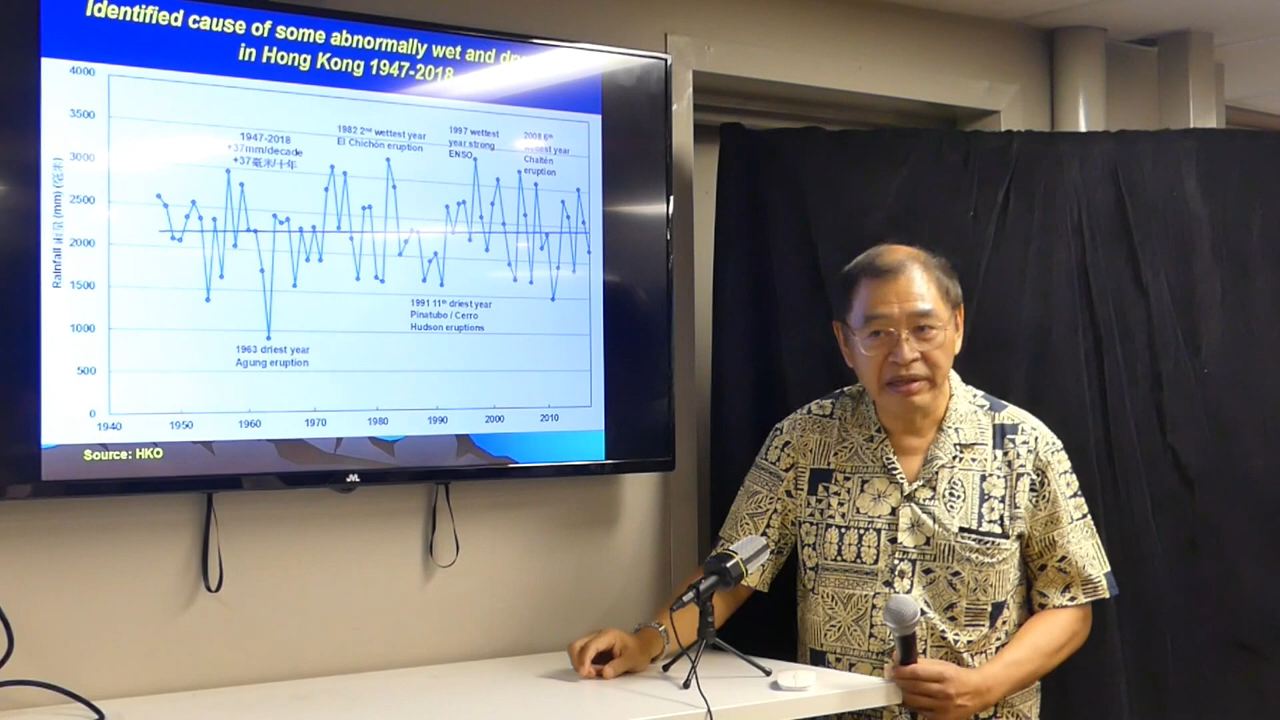 Identified cause of some abnormally wet and
in Hong Kong 1947-2018
4000
3500
3000
2500
2000
1500
1000
500
0
Rainfall 雨量 (mm) (毫米)
1947-2018
+37mm/decade
+37毫米/十年
1982 2nd wettest year
El Chichón eruption
1997 wettest
year strong
ENSO
2008 6th
wettest year
Chaitén
eruption
1991 11th driest year
Pinatubo / Cerro
Hudson eruptions
1963 driest year
Agung eruption
1940
1950
1960
1970
1980
1990
2000
2010
Source: HKO
JVC